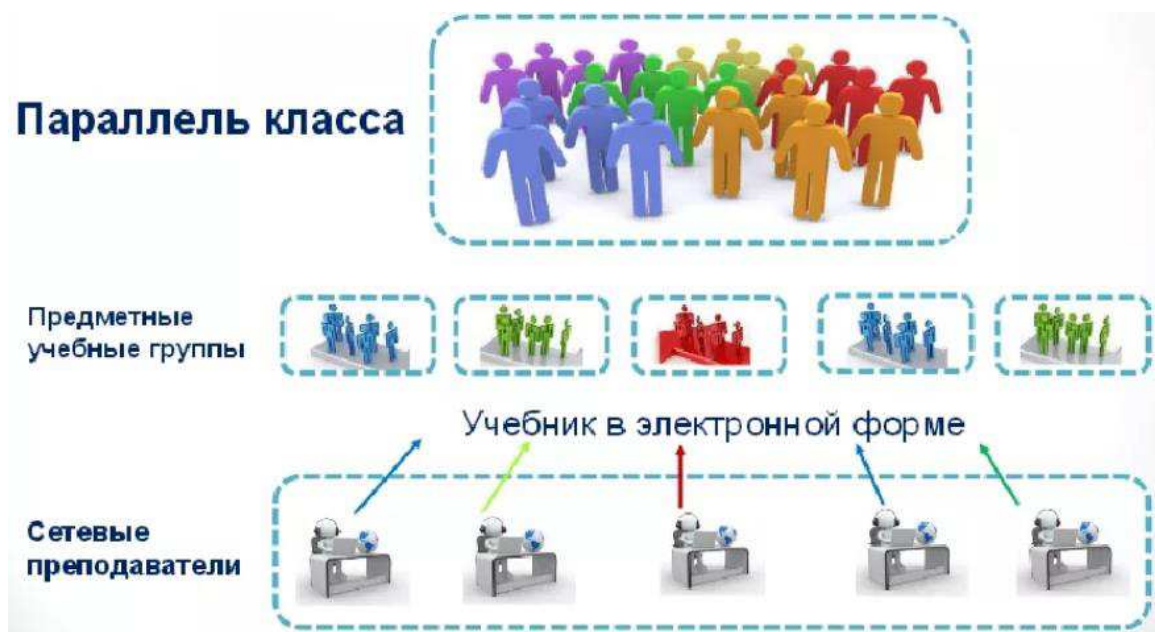 Параллель класса
Предметные
учебные группы
Учебник в электронной форме
Сетевые
преподаватели